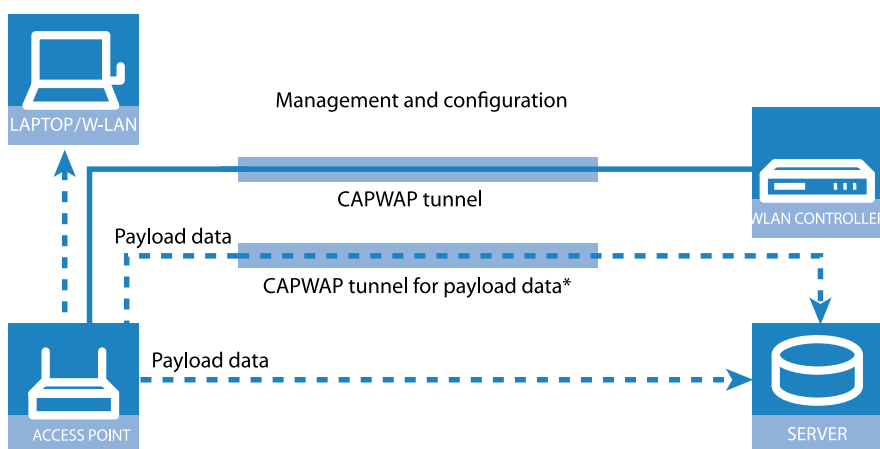 LAPTOP/W-LAN
Management and configuration
CAPWAP tunnel
WLAN CONTROLLER
Payload data
CAPWAP tunnel for payload data*
Payload data
ACCESS POINT
SERVER